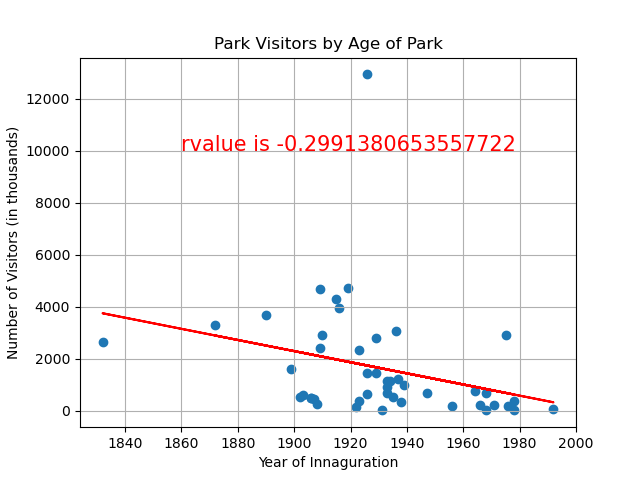 Park Visitors by Age of Park
12000
10000
8000
6000
4000
2000
0
Number of Visitors (in thousands)
rvalue is -0.2991380653557722
1840 1860 1880 1900 1920 1940 1960 1980 2000
Year of Innaguration